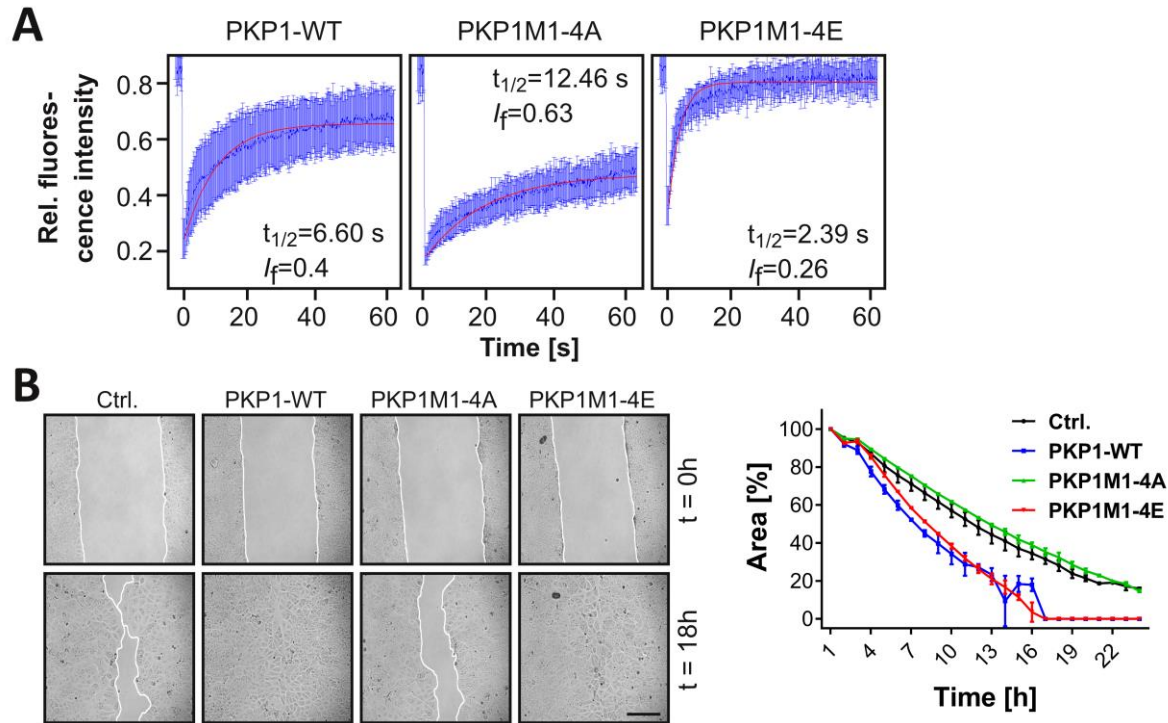 A
PKP1-WT PKP1M1-4A PKP1M1-4E
Rel. fluores-
cence intensity
0.8
0.6
0.4
0.2
t1/2=6.60 s
If=0.4
t1/2=12.46 s
If=0.63
t1/2=2.39 s
If=0.26
0 20 40 60 0 20 40 60 0 20 40 60
Time [s]
B
Ctrl. PKP1-WT PKP1M1-4A PKP1M1-4E
t = 0h
t = 18h
Area [%]
100
80
60
40
20
0
Ctrl.
PKP1-WT
PKP1M1-4A
PKP1M1-4E
1 4 7 10 13 16 19 22
Time [h]